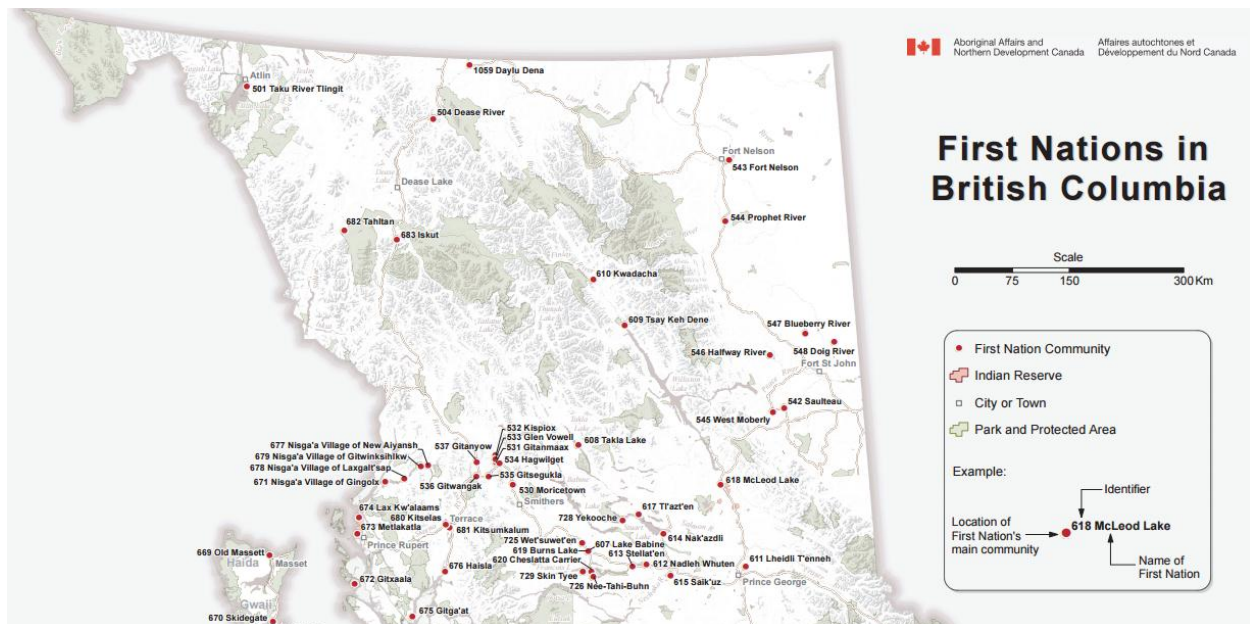 Aboriginal Affairs and
Northern Development Canada
Affaires autochtones et
Développement du Nord Canada
First Nations in
British Columbia
Scale
0 75 150 300 Km
First Nation Community
Indian Reserve
City or Town
Park and Protected Area
Example:
Identifier
Location of
First Nation's
main community
618 McLeod Lake
Name of
First Nation
Atlin
501 Taku River Tlingit
1059 Daylu Dena
504 Dease River
Fort Nelson
543 Fort Nelson
Dease Lake
682 Tahltan
683 Iskut
544 Prophet River
610 Kwadacha
609 Tsay Keh Dene
547 Blueberry River
546 Halfway River
548 Doig River
Fort St John
542 Saulteau
545 West Moberly
532 Kispiox
533 Glen Vowell
531 Gitanmaax
534 Hagwilget
537 Gitanyow
608 Takla Lake
677 Nisga'a Village of New Aiyansh
679 Nisga'a Village of Gitwinksihlkw
678 Nisga'a Village of Laxgalt'sap
671 Nisga'a Village of Gingolx
536 Gitwangak
535 Gitsegukla
530 Moricetown
Smithers
618 McLeod Lake
674 Lax Kw'alaams
680 Kitselas
Terrace
673 Metlakatla
681 Kitsumkalum
Prince Rupert
617 Tl'azt'en
728 Yekooche
614 Nak'azdli
725 Wet'suwet'en
607 Lake Babine
619 Burns Lake
613 Stellat'en
620 Cheslatta Carrier
612 Nadleh Whuten
611 Lheidli T'enneh
729 Skin Tyee
726 Nee-Tahi-Buhn
615 Saik'uz
Prince George
669 Old Massett
Haida
Masset
672 Gitxaala
676 Haisla
Gwaii
670 Skidegate
675 Gitga'at